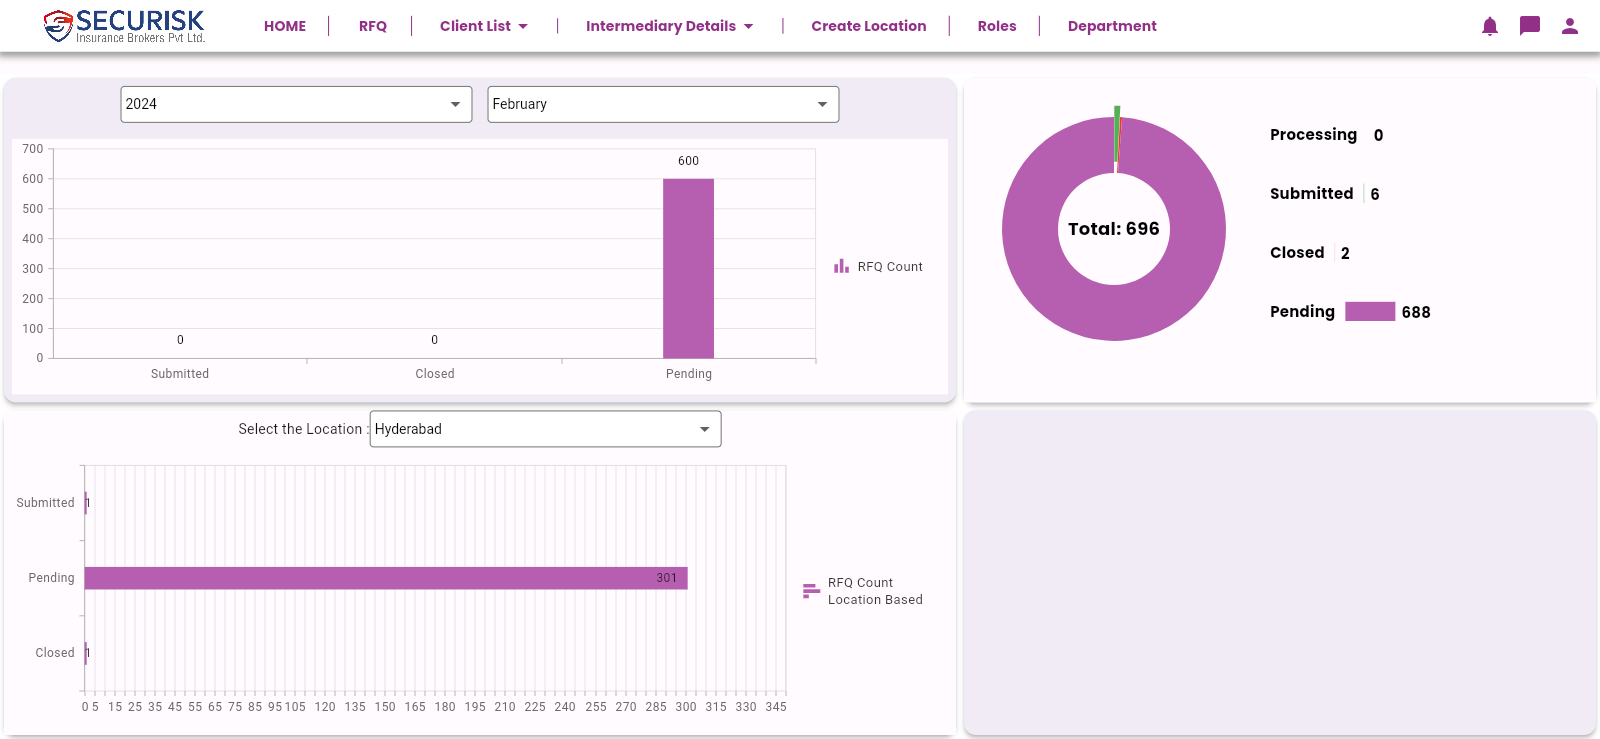 SECURISK
Insurance Brokers Pvt Ltd.
HOME
RFQ
Client List
Intermediary Details
Create Location
Roles
Department
2024
February
700
600
500
400
300
200
100
0
0
0
600
Submitted
Closed
Pending
RFQ Count
Total: 696
Processing 0
Submitted 6
Closed 2
Pending 688
Select the Location :
Hyderabad
Submitted 1
Pending 301
Closed 1
0 5 15 25 35 45 55 65 75 85 95 105 120 135 150 165 180 195 210 225 240 255 270 285 300 315 330 345
RFQ Count
Location Based